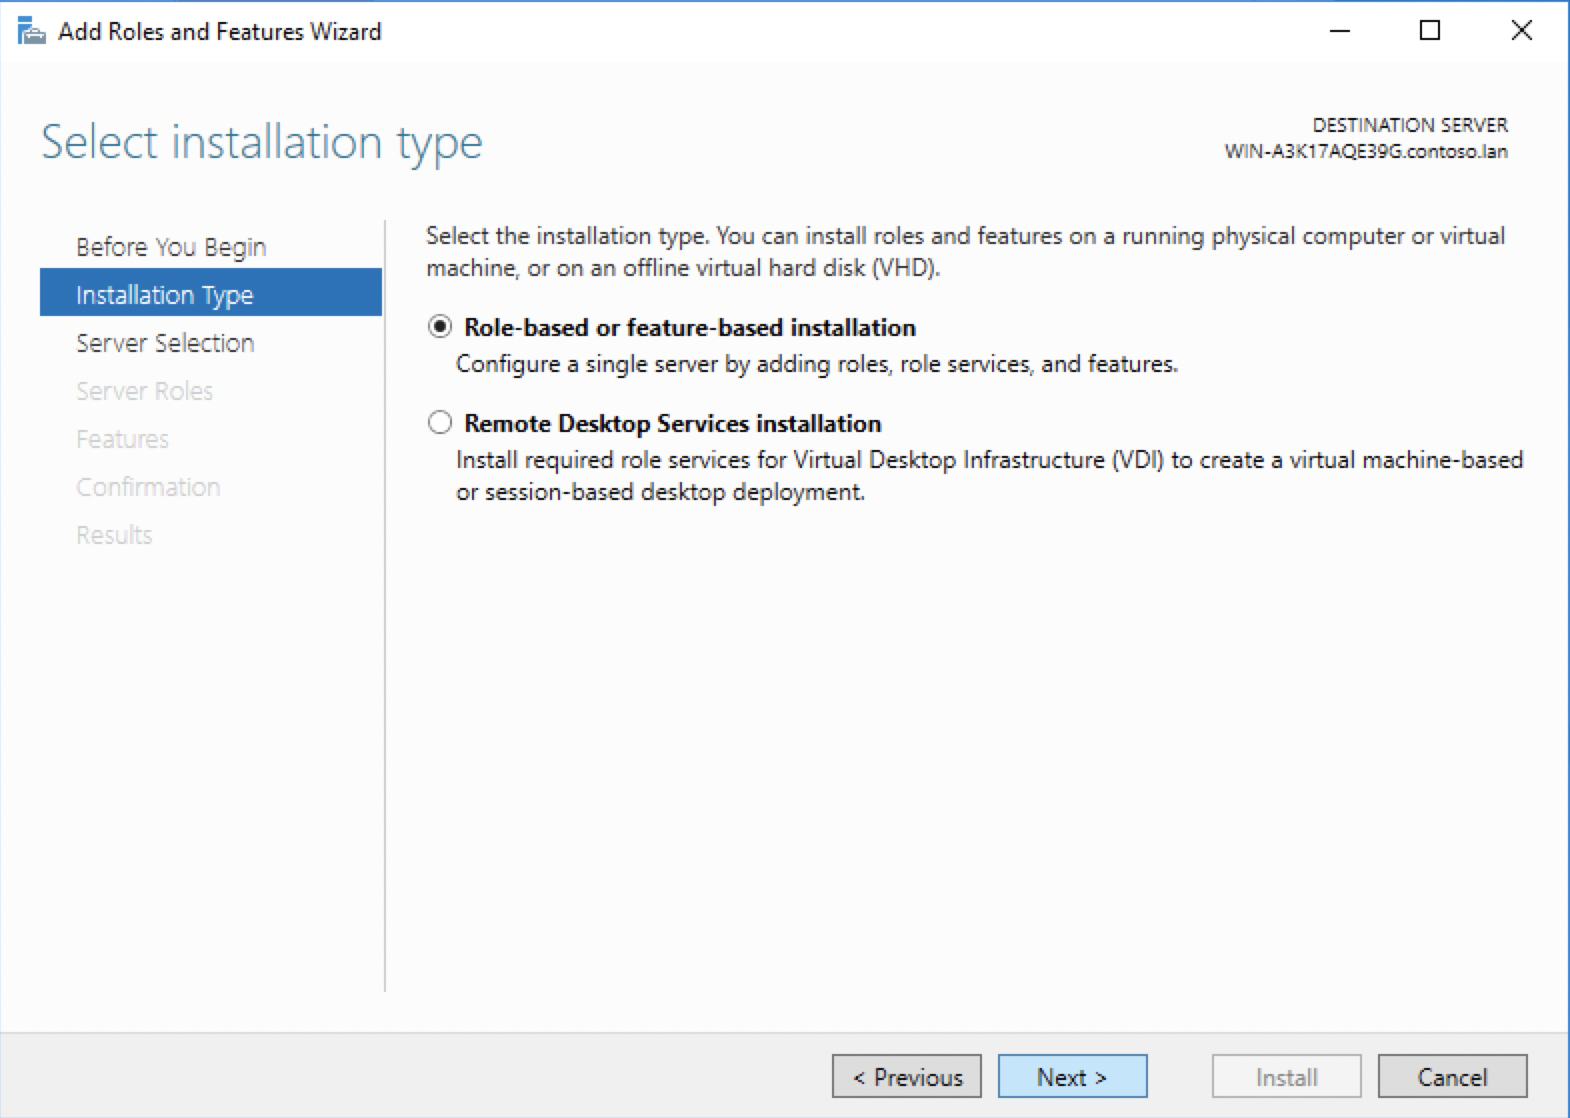 Add Roles and Features Wizard
Select installation type
DESTINATION SERVER
WIN-A3K17AQE39G.contoso.lan
Before You Begin
Installation Type
Server Selection
Server Roles
Features
Confirmation
Results
Select the installation type. You can install roles and features on a running physical computer or virtual
machine, or on an offline virtual hard disk (VHD).
Role-based or feature-based installation
Configure a single server by adding roles, role services, and features.
Remote Desktop Services installation
Install required role services for Virtual Desktop Infrastructure (VDI) to create a virtual machine-based
or session-based desktop deployment.
< Previous
Next >
Install
Cancel